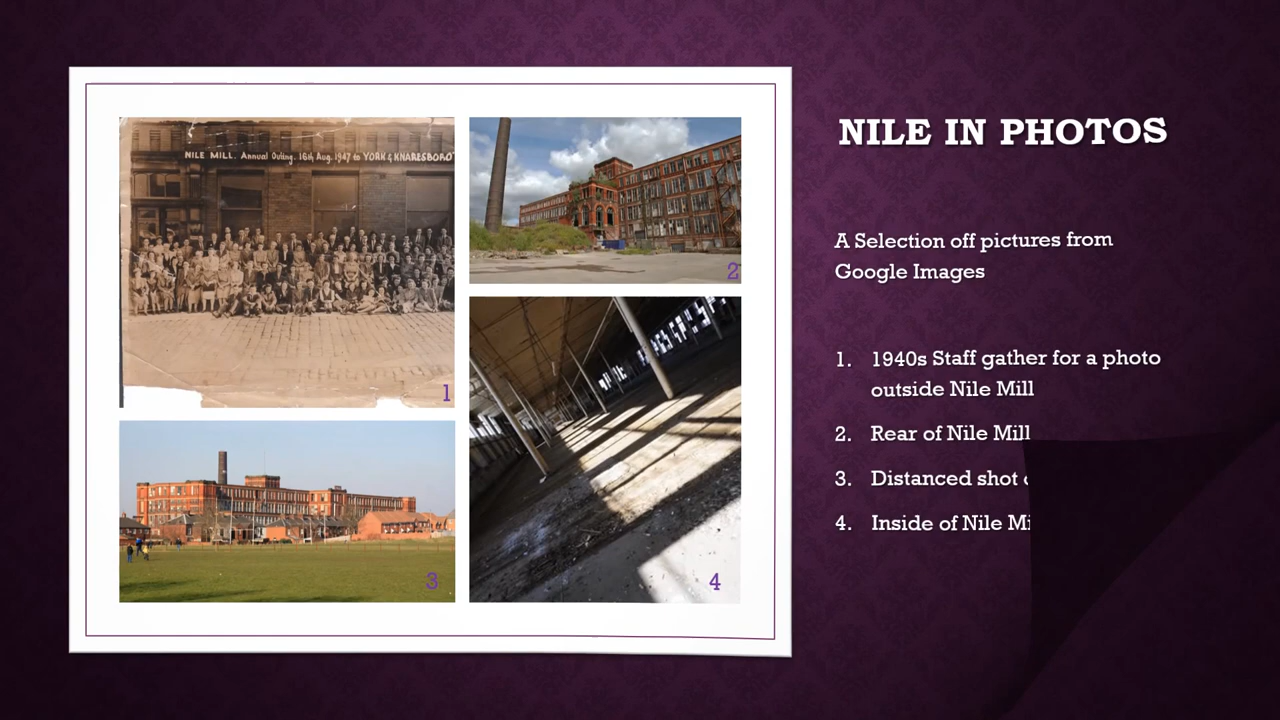 NILE IN PHOTOS
NILE MILL. Annual Outing. 16th Aug. 1947 to YORK & KNARESBORO'
1
2
3
4
A Selection off pictures from
Google Images
1. 1940s Staff gather for a photo
outside Nile Mill
2. Rear of Nile Mill
3. Distanced shot
4. Inside of Nile